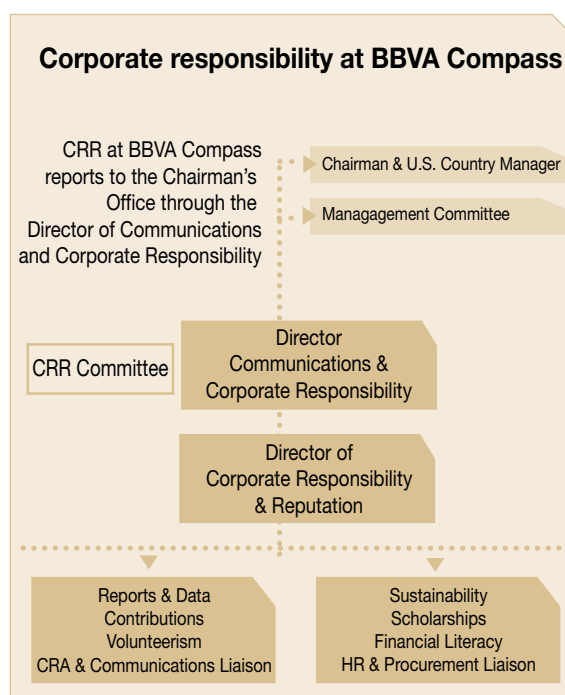 Corporate responsibility at BBVA Compass
CRR at BBVA Compass
reports to the Chairman's
Office through the
Director of Communications
and Corporate Responsibility
Chairman & U.S. Country Manager
Managagement Committee
CRR Committee
Director
Communications &
Corporate Responsibility
Director of
Corporate Responsibility
& Reputation
Reports & Data
Contributions
Volunteerism
CRA & Communications Liaison
Sustainability
Scholarships
Financial Literacy
HR & Procurement Liaison